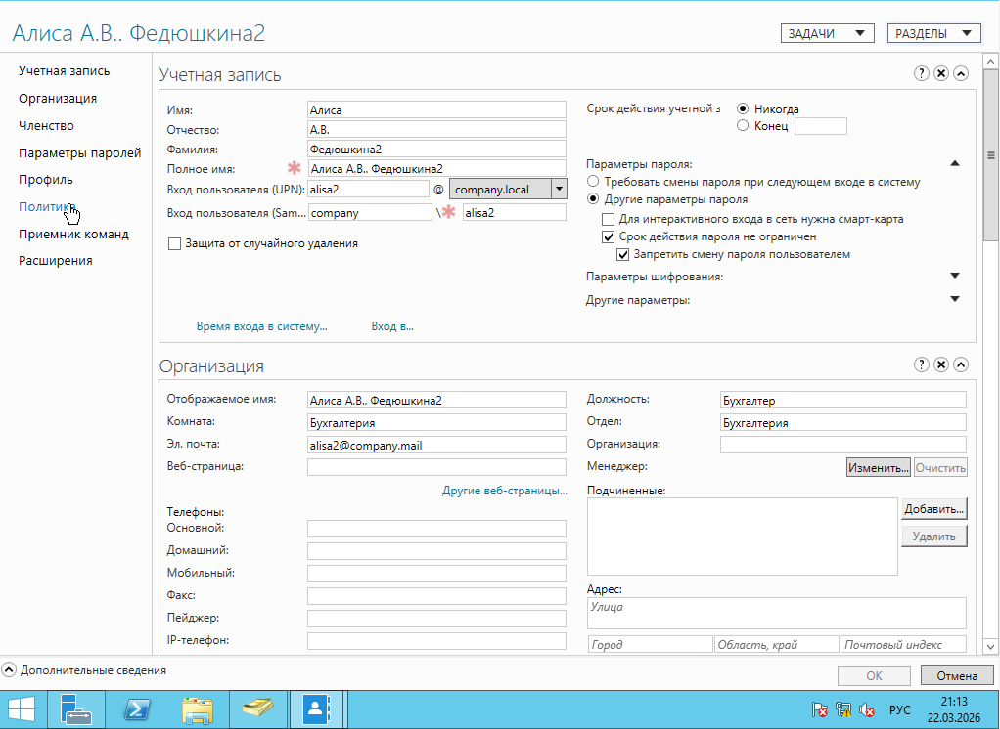 Алиса А.В.. Федюшкина2
ЗАДАЧИ
РАЗДЕЛЫ
Учетная запись
Организация
Членство
Параметры паролей
Профиль
Политика
Приемник команд
Расширения
Учетная запись
Имя: Алиса
Отчество: А.В.
Фамилия: Федюшкина2
Полное имя: * Алиса А.В.. Федюшкина2
Вход пользователя (UPN): alisa2 @ company.local
Вход пользователя (Sam... company \ * alisa2
Защита от случайного удаления
Время входа в систему... Вход в...
Срок действия учетной з
Никогда
Конец
Параметры пароля:
Требовать смены пароля при следующем входе в систему
Другие параметры пароля
Для интерактивного входа в сеть нужна смарт-карта
Срок действия пароля не ограничен
Запретить смену пароля пользователем
Параметры шифрования:
Другие параметры:
Организация
Отображаемое имя: Алиса А.В.. Федюшкина2
Комната: Бухгалтерия
Эл. почта: alisa2@company.mail
Веб-страница:
Другие веб-страницы...
Телефоны:
Основной:
Домашний:
Мобильный:
Факс:
Пейджер:
IP-телефон:
Должность: Бухгалтер
Отдел: Бухгалтерия
Организация:
Менеджер: Изменить... Очистить
Подчиненные:
Добавить...
Удалить
Адрес:
Улица
Город Область, край Почтовый индекс
Дополнительные сведения
ОК Отмена
РУС
21:13
22.03.2026